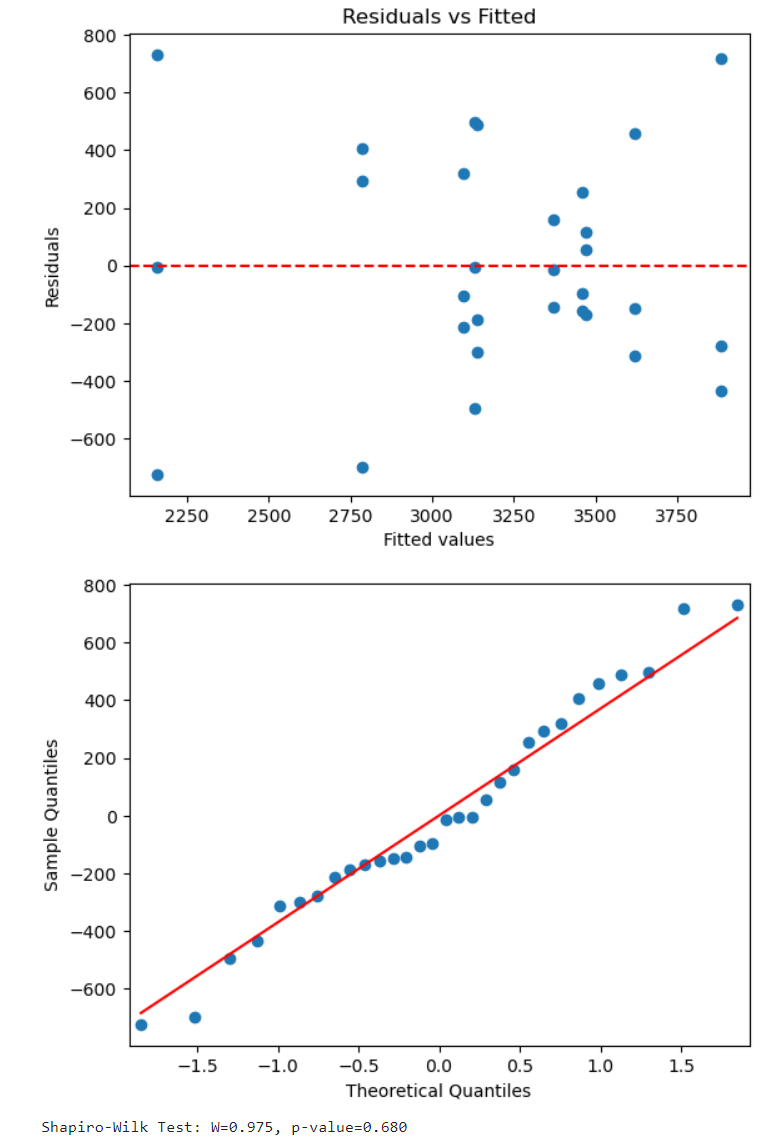 Residuals vs Fitted
800
600
400
200
0
−200
−400
−600
Residuals
2250 2500 2750 3000 3250 3500 3750
Fitted values
800
600
400
200
0
−200
−400
−600
Sample Quantiles
−1.5 −1.0 −0.5 0.0 0.5 1.0 1.5
Theoretical Quantiles
Shapiro-Wilk Test: W=0.975, p-value=0.680